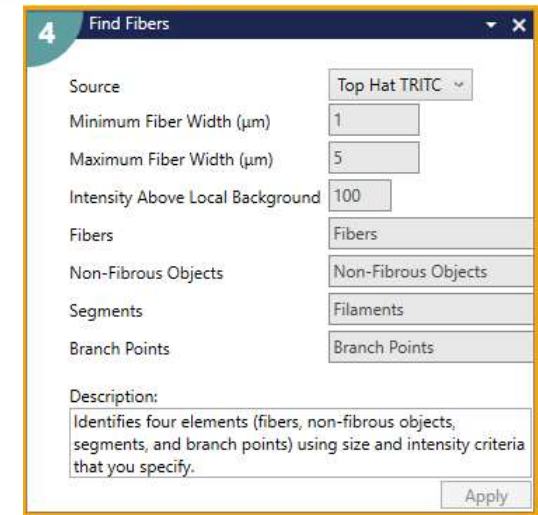 4 Find Fibers
Source Top Hat TRITC
Minimum Fiber Width (μm) 1
Maximum Fiber Width (μm) 5
Intensity Above Local Background 100
Fibers Fibers
Non-Fibrous Objects Non-Fibrous Objects
Segments Filaments
Branch Points Branch Points
Description:
Identifies four elements (fibers, non-fibrous objects,
segments, and branch points) using size and intensity criteria
that you specify.
Apply